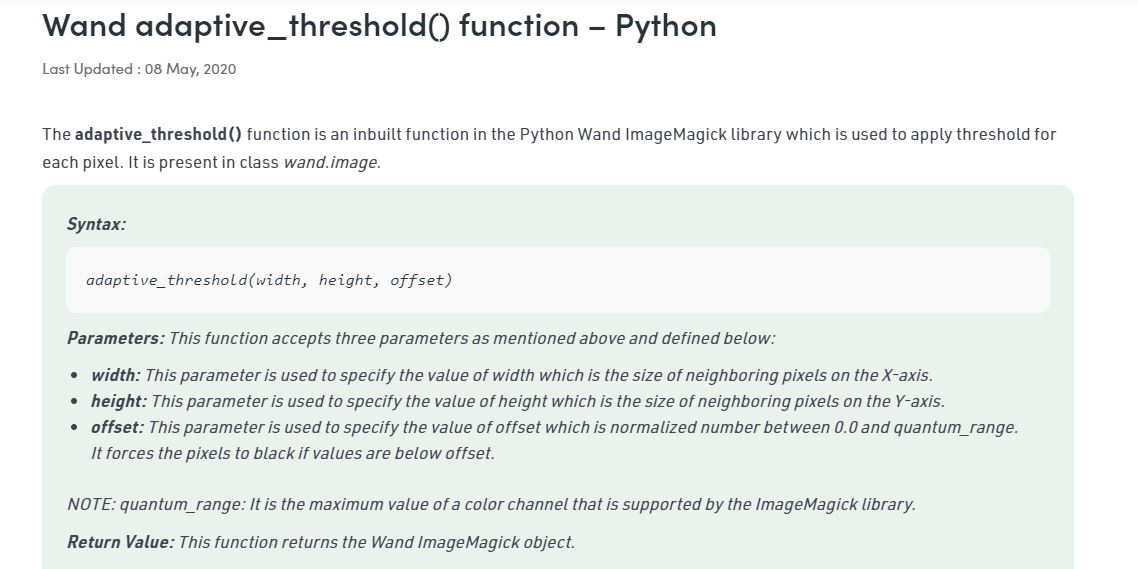 Wand adaptive_threshold() function – Python
Last Updated : 08 May, 2020
The adaptive_threshold() function is an inbuilt function in the Python Wand ImageMagick library which is used to apply threshold for
each pixel. It is present in class wand.image.
Syntax:
adaptive_threshold(width, height, offset)
Parameters: This function accepts three parameters as mentioned above and defined below:
• width: This parameter is used to specify the value of width which is the size of neighboring pixels on the X-axis.
• height: This parameter is used to specify the value of height which is the size of neighboring pixels on the Y-axis.
• offset: This parameter is used to specify the value of offset which is normalized number between 0.0 and quantum_range.
It forces the pixels to black if values are below offset.
NOTE: quantum_range: It is the maximum value of a color channel that is supported by the ImageMagick library.
Return Value: This function returns the Wand ImageMagick object.